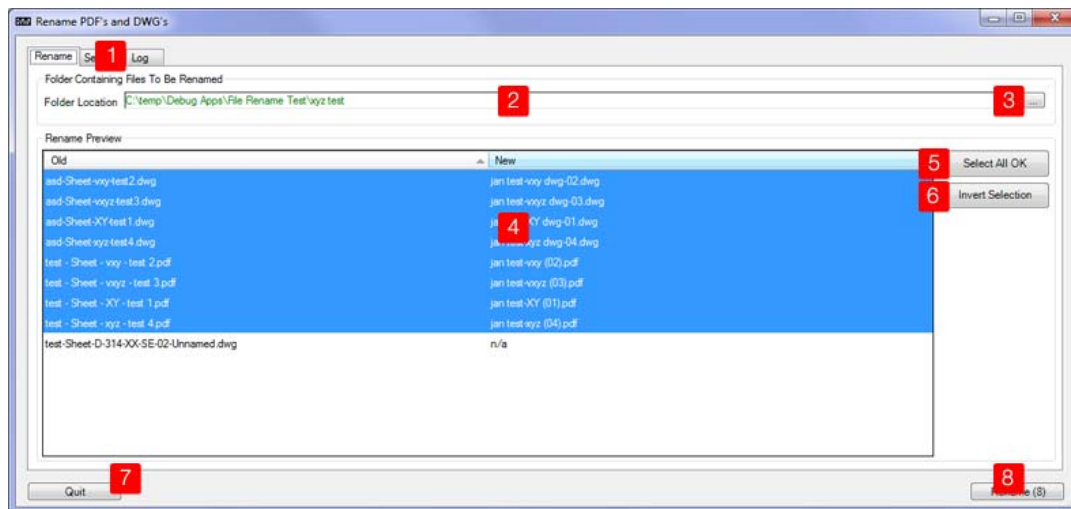 Rename PDF's and DWG's
Rename 1 Log
Folder Containing Files To Be Renamed
Folder Location C:\temp\Debug Apps\File Rename Test\xyz test 2 3 ...
Rename Preview
Old New 5 Select All OK
asd-Sheet-vxy-test2.dwg jan test-vxy dwg-02.dwg
asd-Sheet-vxyz-test3.dwg jan test-vxyz dwg-03.dwg 6 Invert Selection
asd-Sheet-XY-test1.dwg 4 dwg-01.dwg
asd-Sheet-xyz-test4.dwg dwg-04.dwg
test - Sheet - vxy - test 2.pdf jan test-vxy (02).pdf
test - Sheet - vxyz - test 3.pdf jan test-vxyz (03).pdf
test - Sheet - XY - test 1.pdf jan test-XY (01).pdf
test - Sheet - xyz - test 4.pdf jan test-xyz (04).pdf
test-Sheet-D-314-XX-SE-02-Unnamed.dwg n/a
7 8
Quit Rename (8)